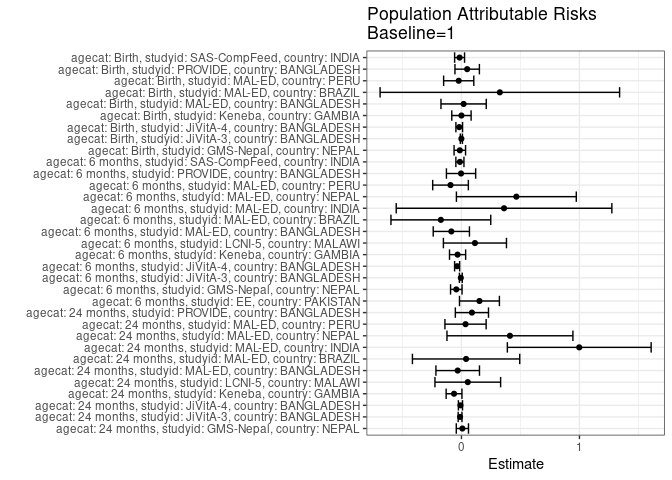 Population Attributable Risks
Baseline=1
agecat: Birth, studyid: SAS-CompFeed, country: INDIA
agecat: Birth, studyid: PROVIDE, country: BANGLADESH
agecat: Birth, studyid: MAL-ED, country: PERU
agecat: Birth, studyid: MAL-ED, country: BRAZIL
agecat: Birth, studyid: MAL-ED, country: BANGLADESH
agecat: Birth, studyid: Keneba, country: GAMBIA
agecat: Birth, studyid: JiVitA-4, country: BANGLADESH
agecat: Birth, studyid: JiVitA-3, country: BANGLADESH
agecat: Birth, studyid: GMS-Nepal, country: NEPAL
agecat: 6 months, studyid: SAS-CompFeed, country: INDIA
agecat: 6 months, studyid: PROVIDE, country: BANGLADESH
agecat: 6 months, studyid: MAL-ED, country: PERU
agecat: 6 months, studyid: MAL-ED, country: NEPAL
agecat: 6 months, studyid: MAL-ED, country: INDIA
agecat: 6 months, studyid: MAL-ED, country: BRAZIL
agecat: 6 months, studyid: MAL-ED, country: BANGLADESH
agecat: 6 months, studyid: LCNI-5, country: MALAWI
agecat: 6 months, studyid: Keneba, country: GAMBIA
agecat: 6 months, studyid: JiVitA-4, country: BANGLADESH
agecat: 6 months, studyid: JiVitA-3, country: BANGLADESH
agecat: 6 months, studyid: GMS-Nepal, country: NEPAL
agecat: 6 months, studyid: EE, country: PAKISTAN
agecat: 24 months, studyid: PROVIDE, country: BANGLADESH
agecat: 24 months, studyid: MAL-ED, country: PERU
agecat: 24 months, studyid: MAL-ED, country: NEPAL
agecat: 24 months, studyid: MAL-ED, country: INDIA
agecat: 24 months, studyid: MAL-ED, country: BRAZIL
agecat: 24 months, studyid: MAL-ED, country: BANGLADESH
agecat: 24 months, studyid: LCNI-5, country: MALAWI
agecat: 24 months, studyid: Keneba, country: GAMBIA
agecat: 24 months, studyid: JiVitA-4, country: BANGLADESH
agecat: 24 months, studyid: JiVitA-3, country: BANGLADESH
agecat: 24 months, studyid: GMS-Nepal, country: NEPAL
0 1
Estimate